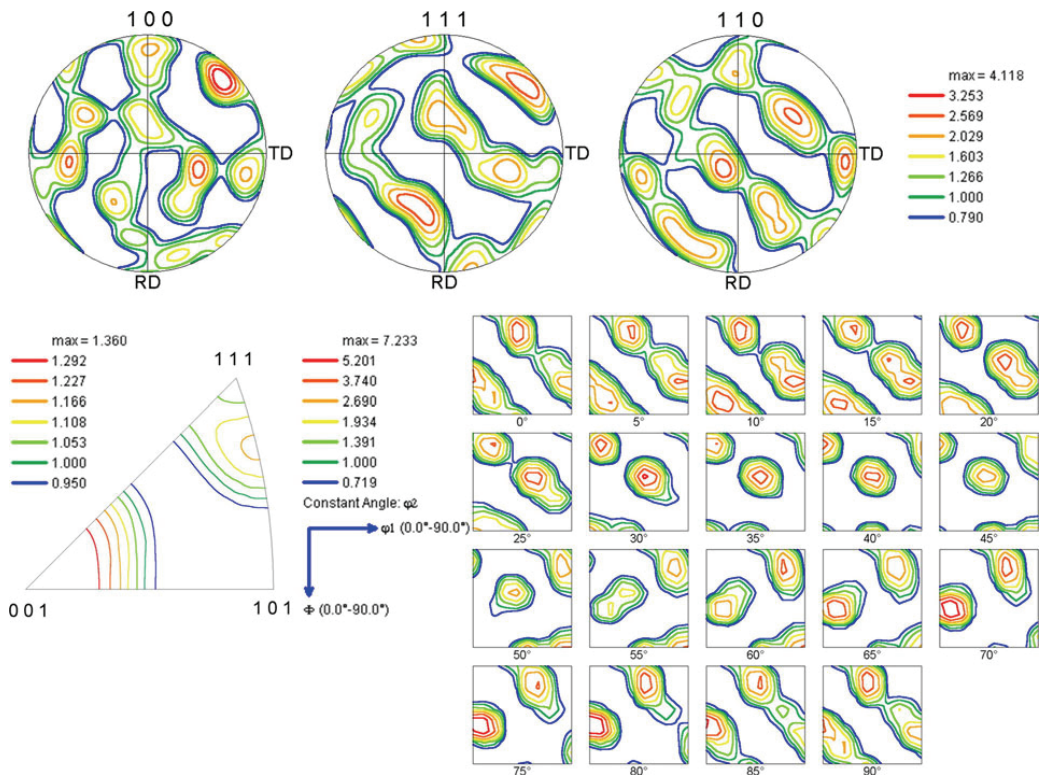 1 0 0
1 1 1
1 1 0
TD
TD
TD
RD
RD
RD
max = 4.118
3.253
2.569
2.029
1.603
1.266
1.000
0.790
max = 1.360
1.292
1.227
1.166
1.108
1.053
1.000
0.950
1 1 1
0 0 1
1 0 1
max = 7.233
5.201
3.740
2.690
1.934
1.391
1.000
0.719
Constant Angle: φ2
φ1 (0.0°-90.0°)
Φ (0.0°-90.0°)
0°
5°
10°
15°
20°
25°
30°
35°
40°
45°
50°
55°
60°
65°
70°
75°
80°
85°
90°